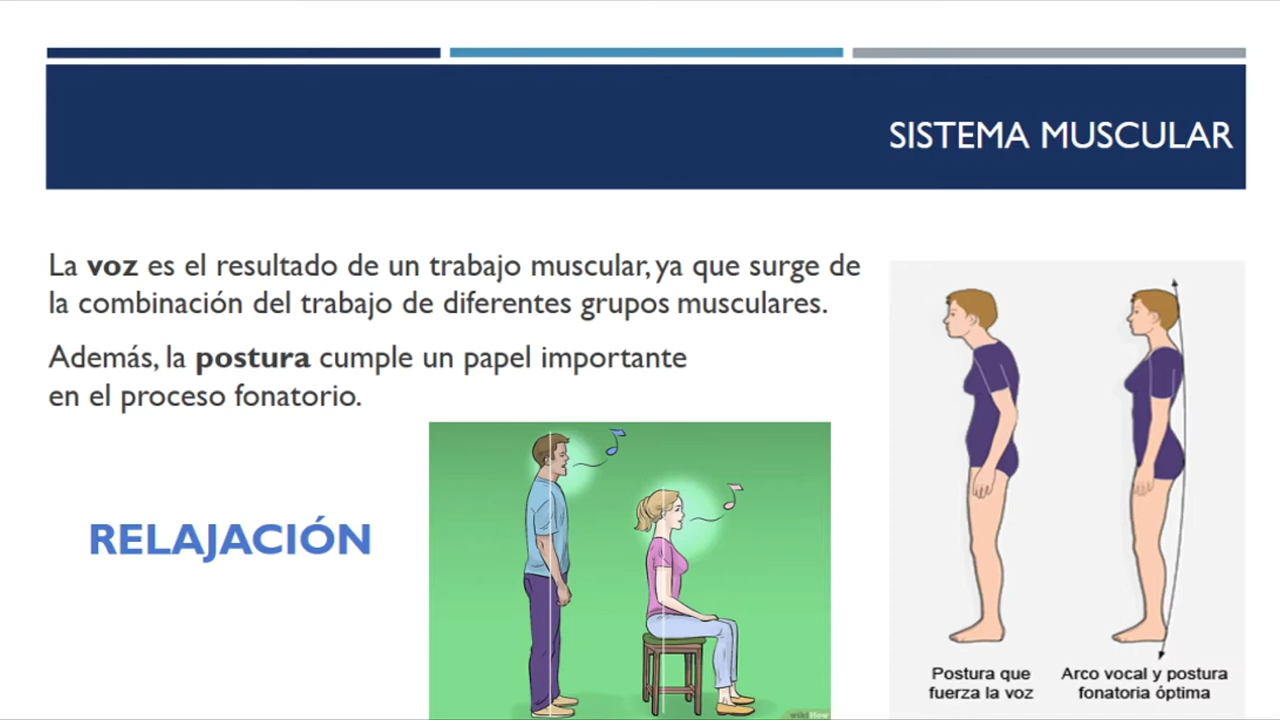 SISTEMA MUSCULAR
La voz es el resultado de un trabajo muscular, ya que surge de
la combinación del trabajo de diferentes grupos musculares.
Además, la postura cumple un papel importante
en el proceso fonatorio.
RELAJACIÓN
wikiHow
Postura que
fuerza la voz
Arco vocal y postura
fonatoria óptima